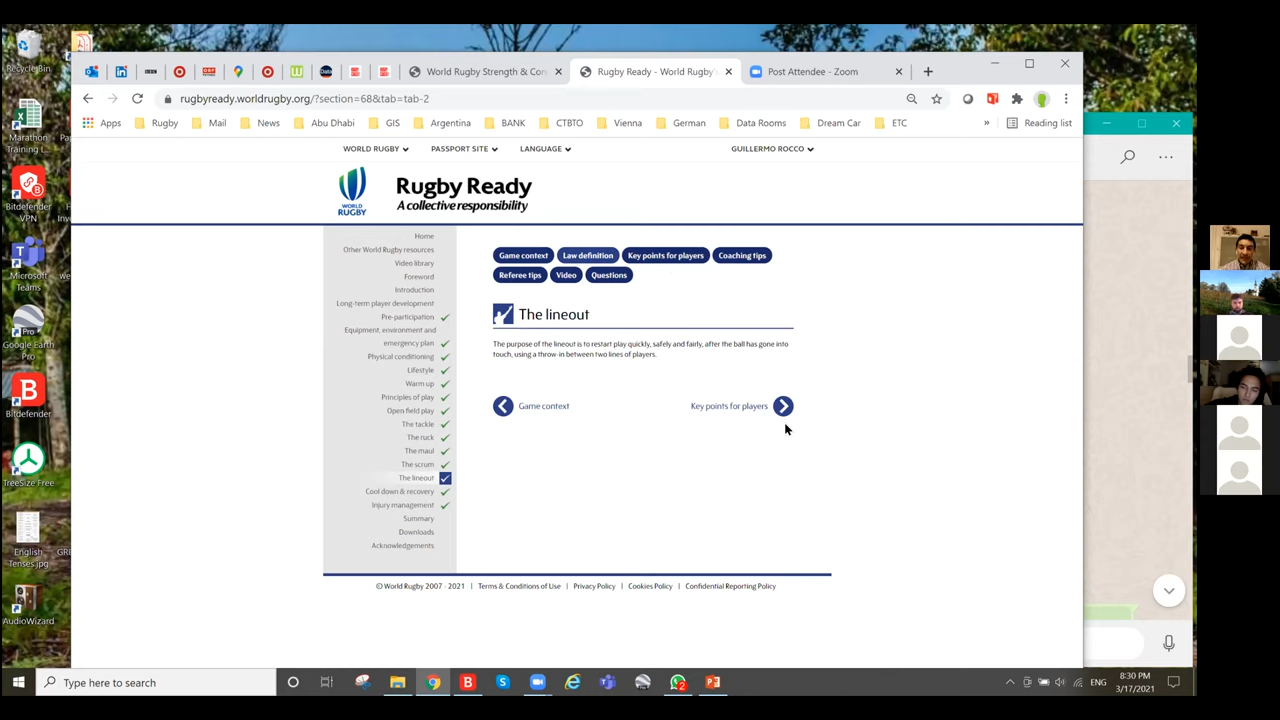 Recycle Bin
World Rugby Strength & Con
Rugby Ready - World Rugby's
Post Attendee - Zoom
rugbyready.worldrugby.org/?section=68&tab=tab-2
Apps
Rugby
Mail
News
Abu Dhabi
GIS
Argentina
BANK
CTBTO
Vienna
German
Data Rooms
Dream Car
ETC
»
Reading list
WORLD RUGBY
PASSPORT SITE
LANGUAGE
GUILLERMO ROCCO
WORLD
RUGBY
Rugby Ready
A collective responsibility
Home
Other World Rugby resources
Video library
Foreword
Introduction
Long-term player development
Pre-participation
Equipment, environment and
emergency plan
Physical conditioning
Lifestyle
Warm up
Principles of play
Open field play
The tackle
The ruck
The maul
The scrum
The lineout
Cool down & recovery
Injury management
Summary
Downloads
Acknowledgements
Game context
Law definition
Key points for players
Coaching tips
Referee tips
Video
Questions
The lineout
The purpose of the lineout is to restart play quickly, safely and fairly, after the ball has gone into
touch, using a throw-in between two lines of players.
Game context
Key points for players
© World Rugby 2007 - 2021 | Terms & Conditions of Use | Privacy Policy | Cookies Policy | Confidential Reporting Policy
Marathon
Training I...
Bitdefender
VPN
Microsoft
Teams
Google Earth
Pro
Bitdefender
TreeSize Free
English
Tenses.jpg
AudioWizard
Type here to search
ENG
8:30 PM
3/17/2021